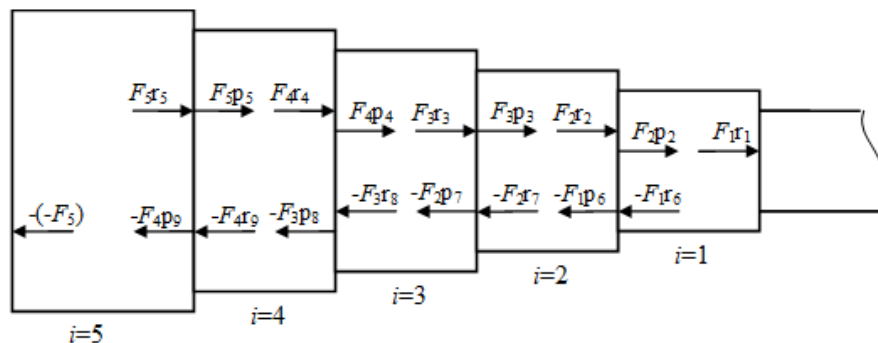 F₅r₅ F₅p₅ F₄r₄ F₄p₄ F₃r₃ F₃p₃ F₂r₂ F₂p₂ F₁r₁
-(-F₅) -F₄p₉ -F₄r₉ -F₃p₈ -F₃r₈ -F₂p₇ -F₂r₇ -F₁p₆ -F₁r₆
i=5 i=4 i=3 i=2 i=1